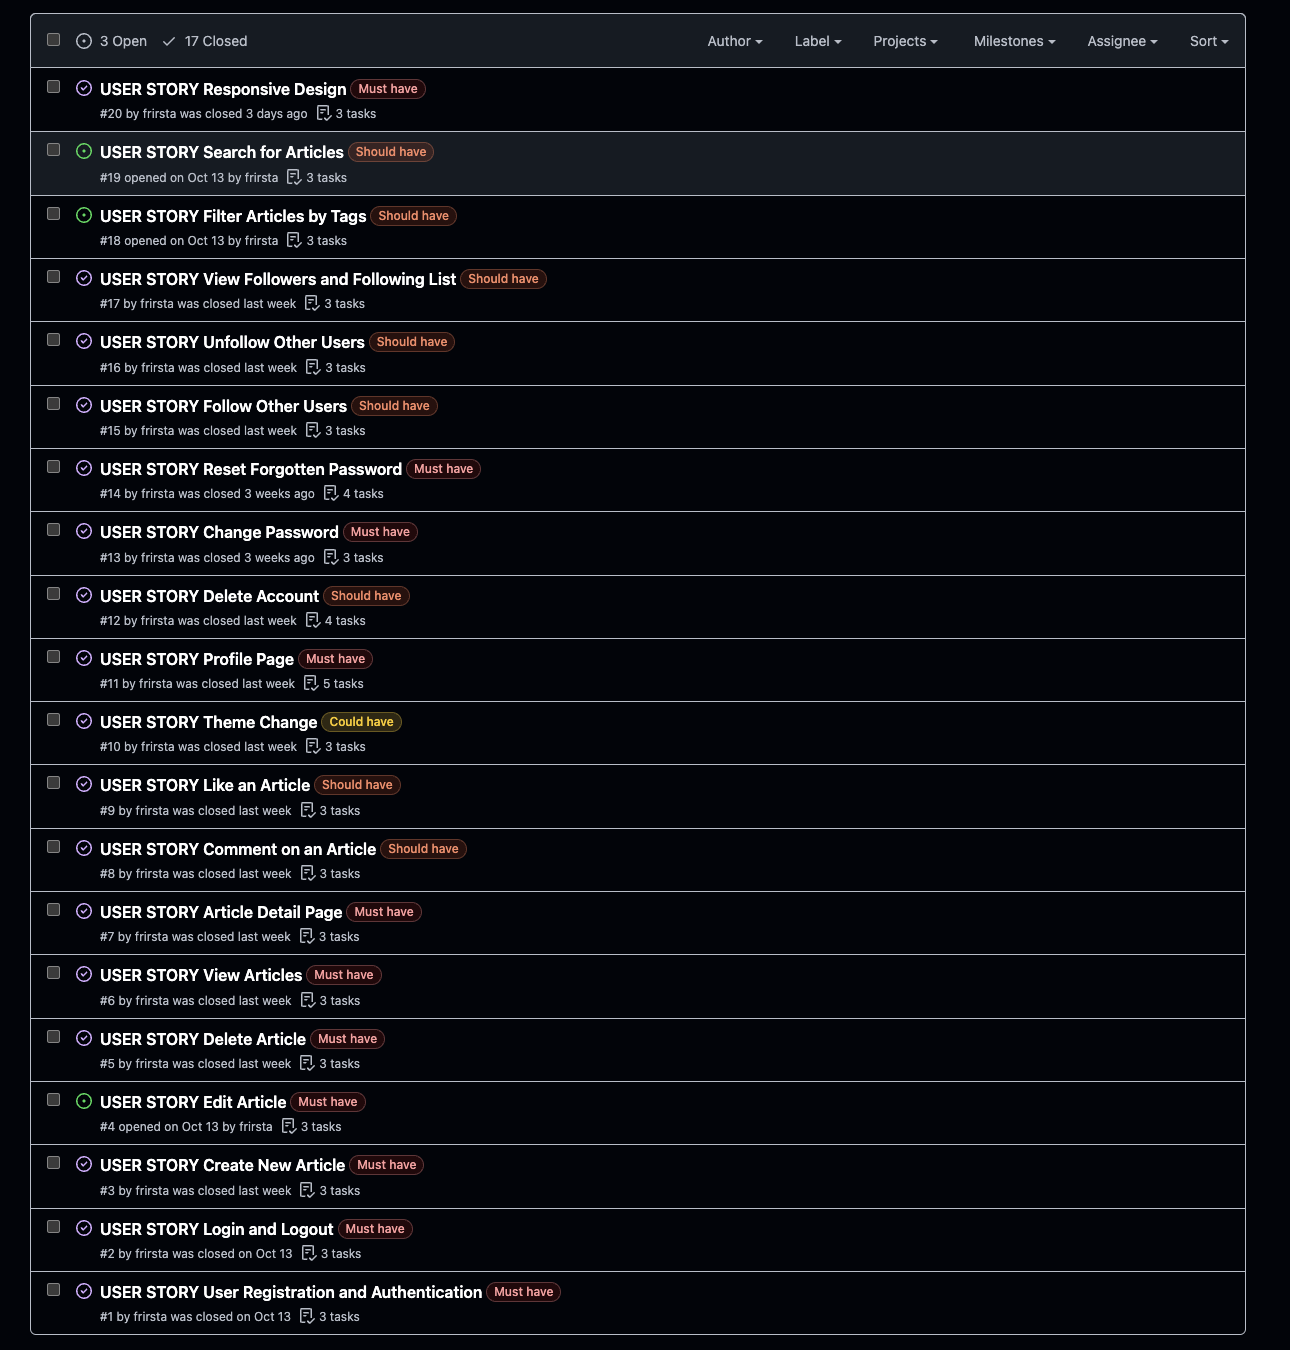 3 Open 17 Closed Author Label Projects Milestones Assignee Sort
USER STORY Responsive Design Must have
#20 by frirsta was closed 3 days ago 3 tasks
USER STORY Search for Articles Should have
#19 opened on Oct 13 by frirsta 3 tasks
USER STORY Filter Articles by Tags Should have
#18 opened on Oct 13 by frirsta 3 tasks
USER STORY View Followers and Following List Should have
#17 by frirsta was closed last week 3 tasks
USER STORY Unfollow Other Users Should have
#16 by frirsta was closed last week 3 tasks
USER STORY Follow Other Users Should have
#15 by frirsta was closed last week 3 tasks
USER STORY Reset Forgotten Password Must have
#14 by frirsta was closed 3 weeks ago 4 tasks
USER STORY Change Password Must have
#13 by frirsta was closed 3 weeks ago 3 tasks
USER STORY Delete Account Should have
#12 by frirsta was closed last week 4 tasks
USER STORY Profile Page Must have
#11 by frirsta was closed last week 5 tasks
USER STORY Theme Change Could have
#10 by frirsta was closed last week 3 tasks
USER STORY Like an Article Should have
#9 by frirsta was closed last week 3 tasks
USER STORY Comment on an Article Should have
#8 by frirsta was closed last week 3 tasks
USER STORY Article Detail Page Must have
#7 by frirsta was closed last week 3 tasks
USER STORY View Articles Must have
#6 by frirsta was closed last week 3 tasks
USER STORY Delete Article Must have
#5 by frirsta was closed last week 3 tasks
USER STORY Edit Article Must have
#4 opened on Oct 13 by frirsta 3 tasks
USER STORY Create New Article Must have
#3 by frirsta was closed last week 3 tasks
USER STORY Login and Logout Must have
#2 by frirsta was closed on Oct 13 3 tasks
USER STORY User Registration and Authentication Must have
#1 by frirsta was closed on Oct 13 3 tasks